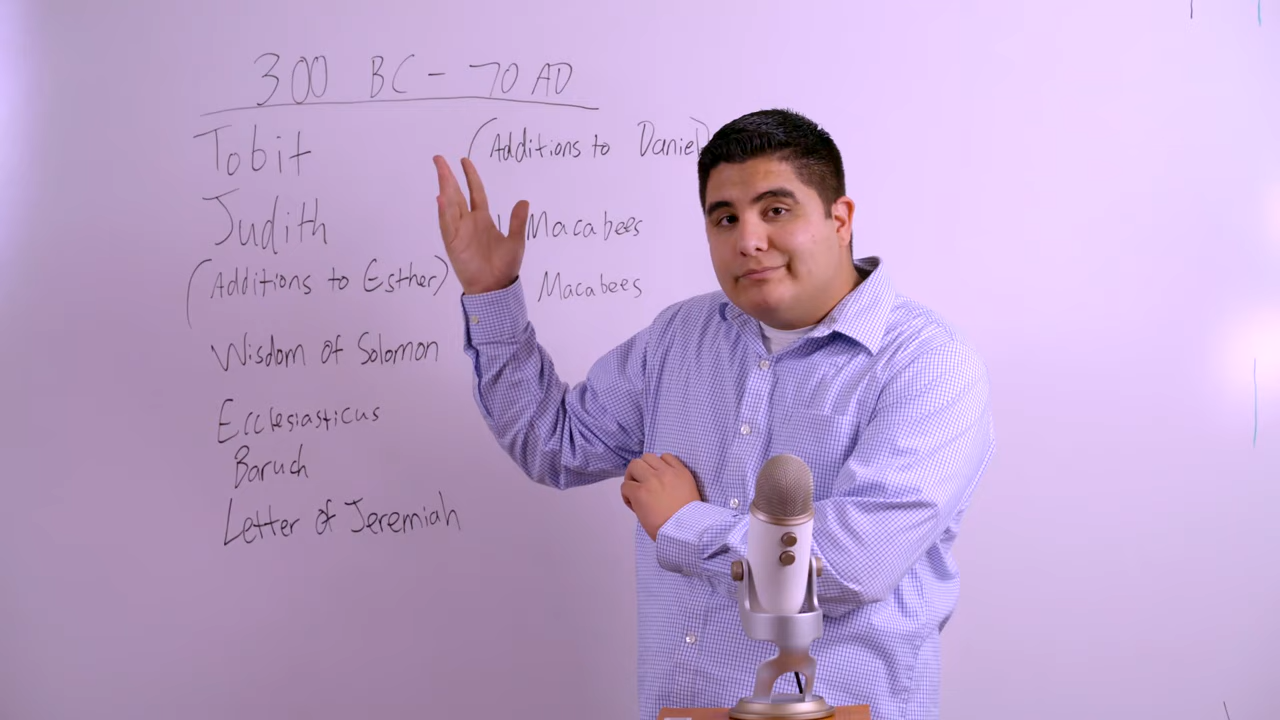 300 BC - 70 AD
Tobit
Judith
(Additions to Esther)
Wisdom of Solomon
Ecclesiasticus
Baruch
Letter of Jeremiah
(Additions to Daniel)
Macabees
Macabees